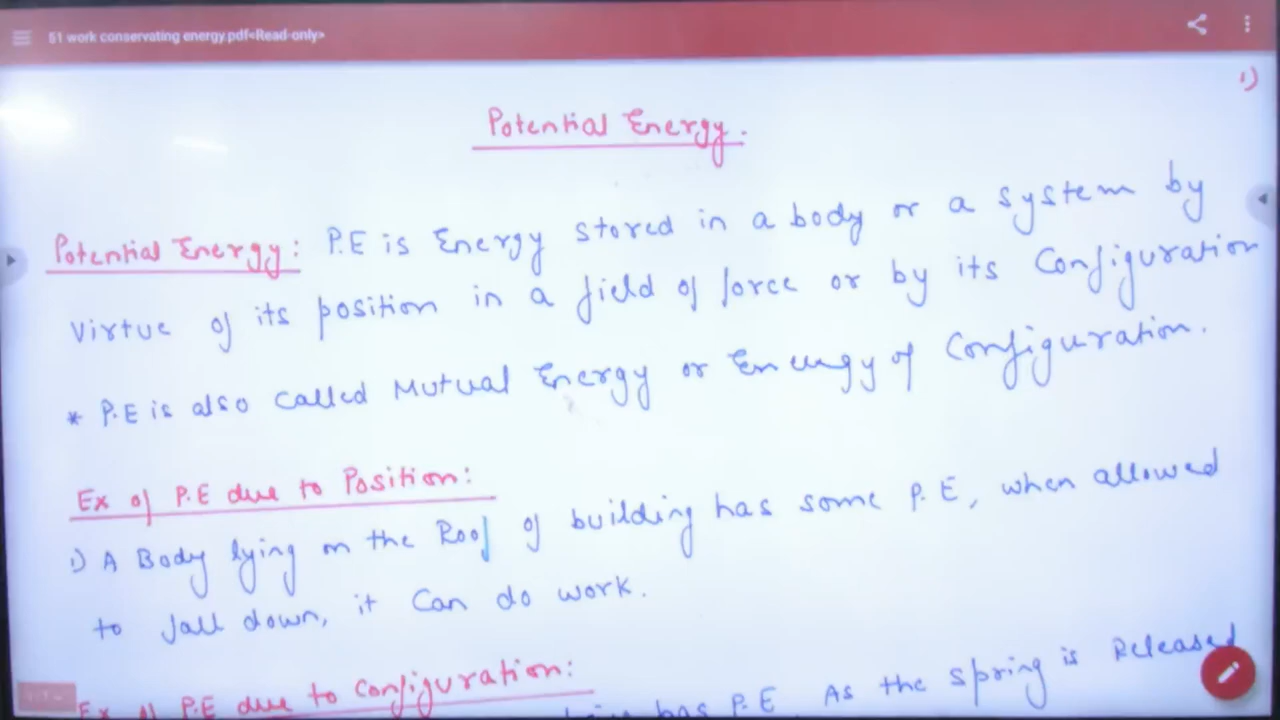 51 work conservating energy.pdf<Read-only>
1)
Potential Energy.
Potential Energy: P.E is Energy stored in a body or a system by
virtue of its position in a field of force or by its Configuration
* P.E is also called Mutual Energy or Energy of Configuration.
Ex of P.E due to Position:
1) A Body lying on the Roof of building has some P.E, when allowed
to fall down, it can do work.
Ex of P.E due to Configuration:
has P.E As the spring is Released